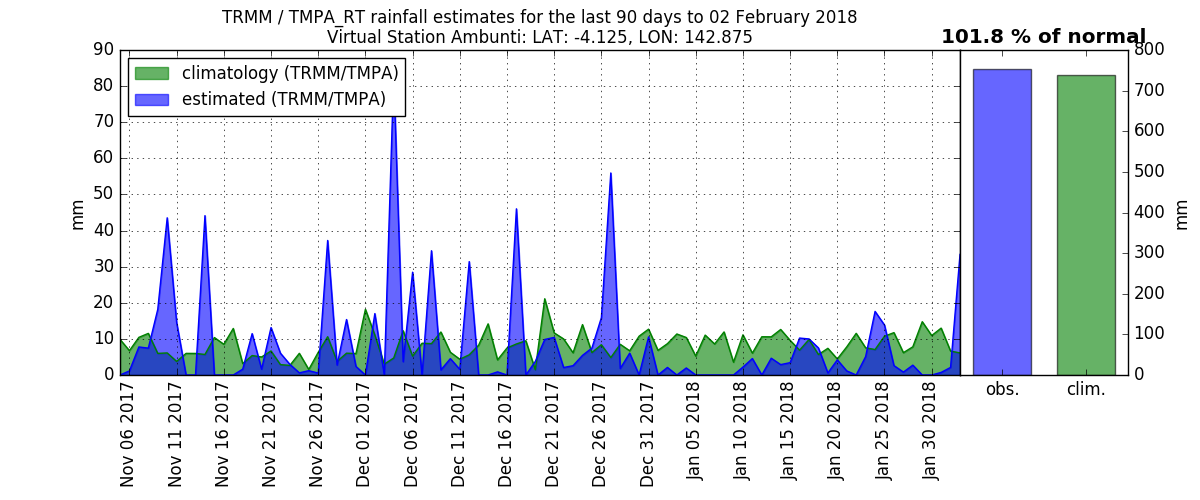 TRMM / TMPA_RT rainfall estimates for the last 90 days to 02 February 2018
Virtual Station Ambunti: LAT: -4.125, LON: 142.875
101.8 % of normal
climatology (TRMM/TMPA)
estimated (TRMM/TMPA)
90
80
70
60
50
40
30
20
10
0
mm
800
700
600
500
400
300
200
100
0
mm
Nov 06 2017
Nov 11 2017
Nov 16 2017
Nov 21 2017
Nov 26 2017
Dec 01 2017
Dec 06 2017
Dec 11 2017
Dec 16 2017
Dec 21 2017
Dec 26 2017
Dec 31 2017
Jan 05 2018
Jan 10 2018
Jan 15 2018
Jan 20 2018
Jan 25 2018
Jan 30 2018
obs.
clim.